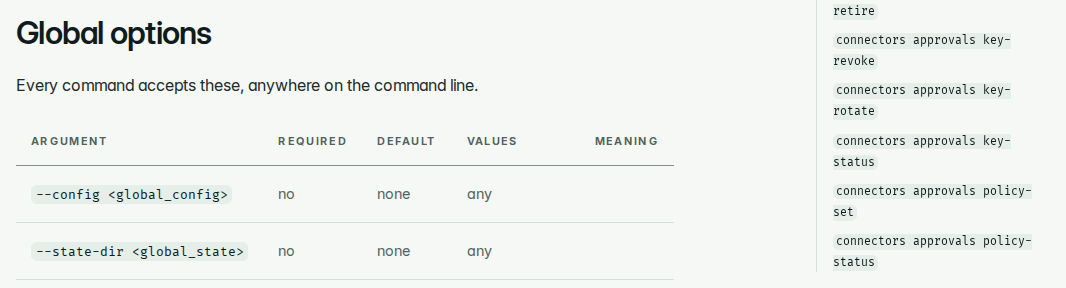 Global options
Every command accepts these, anywhere on the command line.
ARGUMENT REQUIRED DEFAULT VALUES MEANING
--config <global_config> no none any
--state-dir <global_state> no none any
retire
connectors approvals key-
revoke
connectors approvals key-
rotate
connectors approvals key-
status
connectors approvals policy-
set
connectors approvals policy-
status